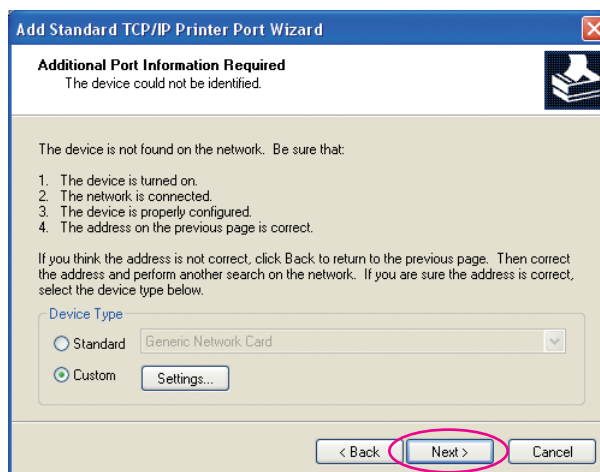 Add Standard TCP/IP Printer Port Wizard
Additional Port Information Required
The device could not be identified.
The device is not found on the network. Be sure that:
1. The device is turned on.
2. The network is connected.
3. The device is properly configured.
4. The address on the previous page is correct.
If you think the address is not correct, click Back to return to the previous page. Then correct
the address and perform another search on the network. If you are sure the address is correct,
select the device type below.
Device Type
Standard Generic Network Card
Custom Settings...
< Back Next > Cancel